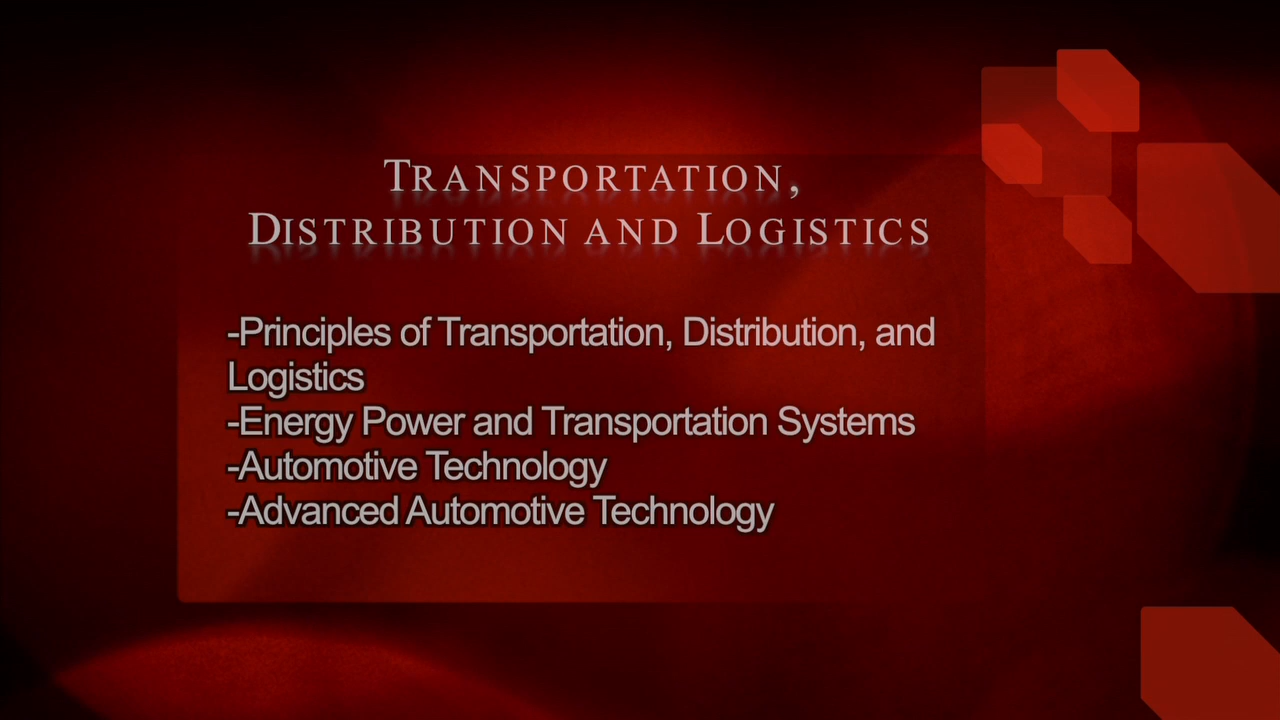 Transportation,
Distribution and Logistics
-Principles of Transportation, Distribution, and
Logistics
-Energy Power and Transportation Systems
-Automotive Technology
-Advanced Automotive Technology